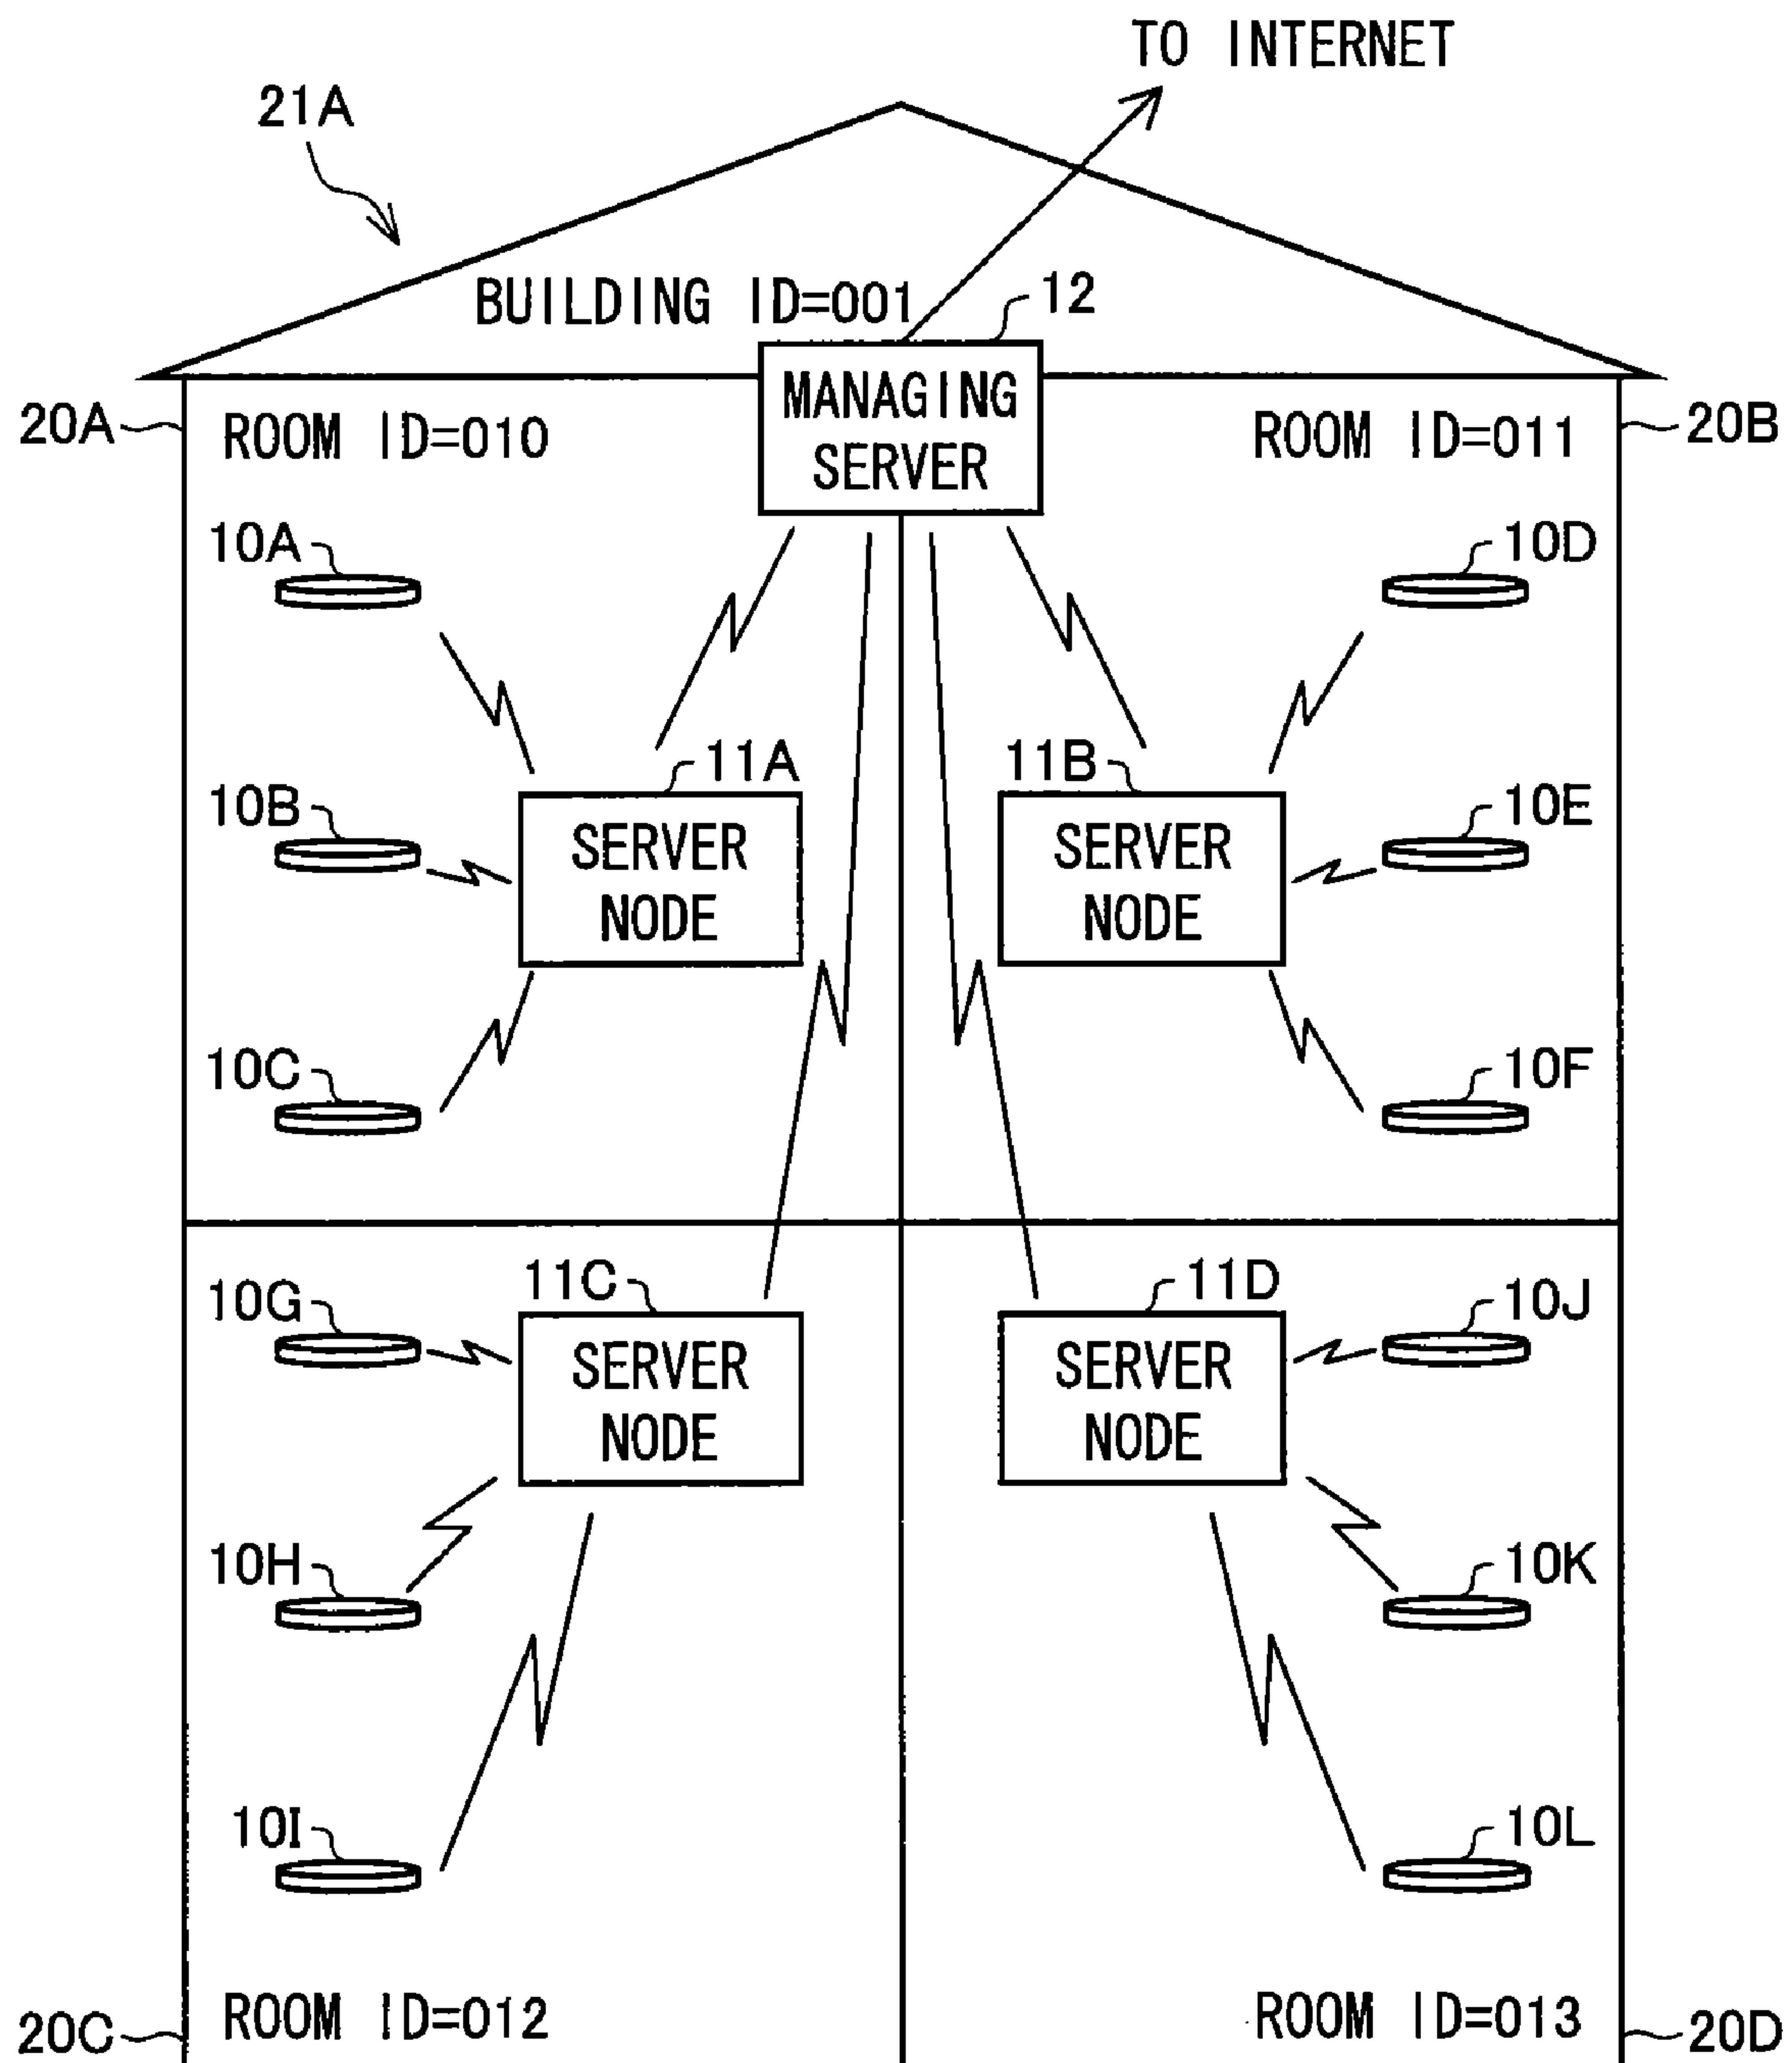 TO INTERNET
21A
BUILDING ID=001
12
MANAGING
SERVER
20A
ROOM ID=010
ROOM ID=011
20B
10A
10D
11A
11B
10B
SERVER
NODE
SERVER
NODE
10E
10C
10F
11C
11D
10G
SERVER
NODE
SERVER
NODE
10J
10H
10K
10I
10L
20C
ROOM ID=012
ROOM ID=013
20D